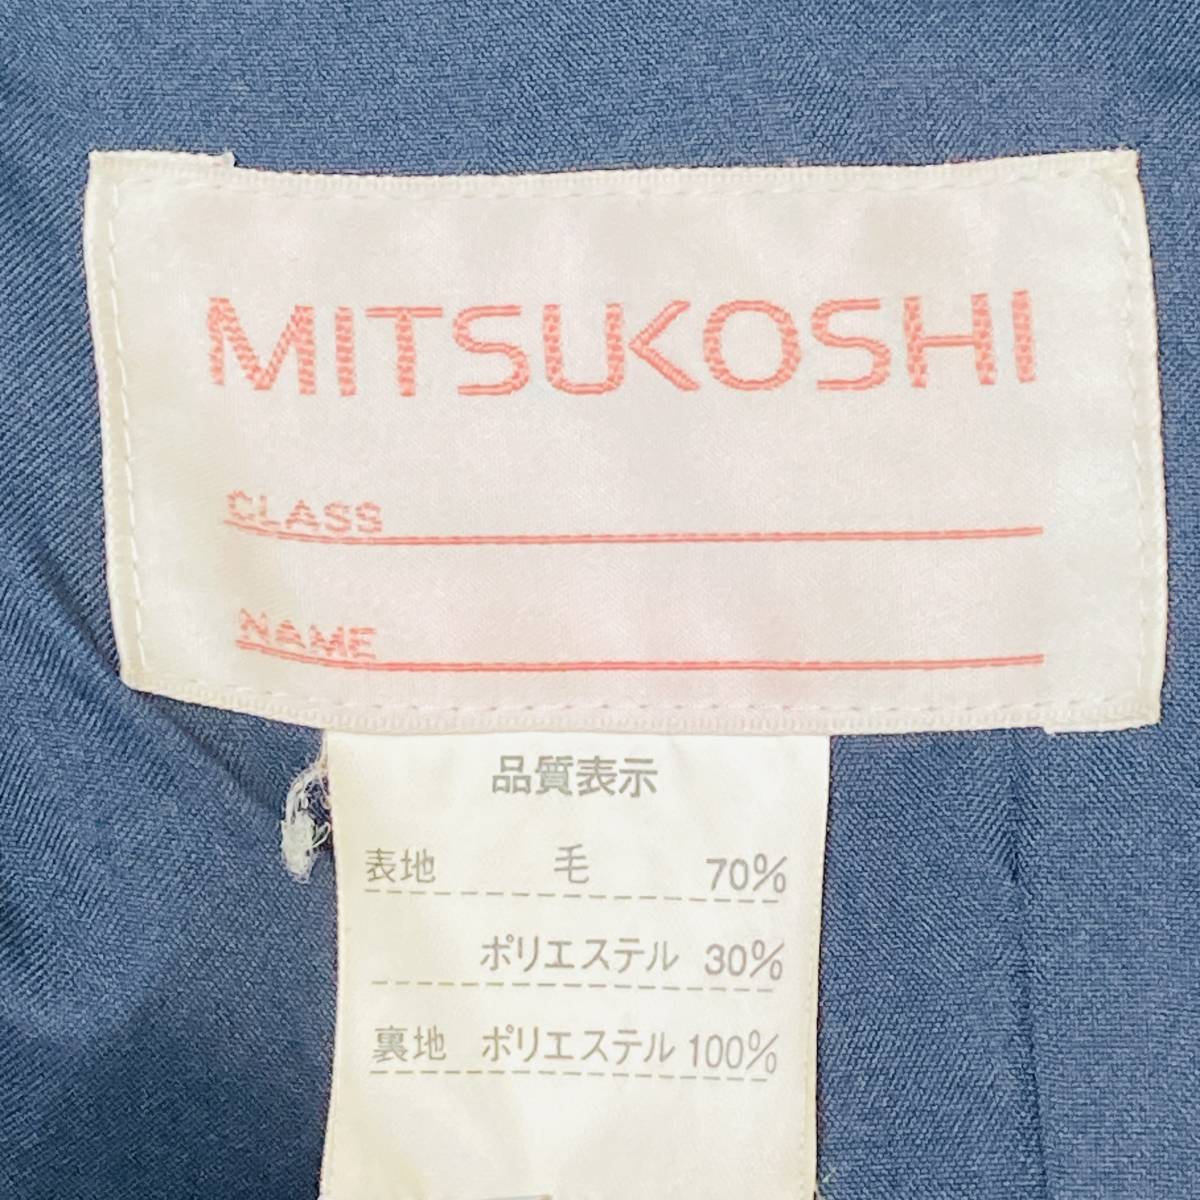 MITSUKOSHI
CLASS
NAME
品質表示
表地 毛 70%
ポリエステル 30%
裏地 ポリエステル 100%